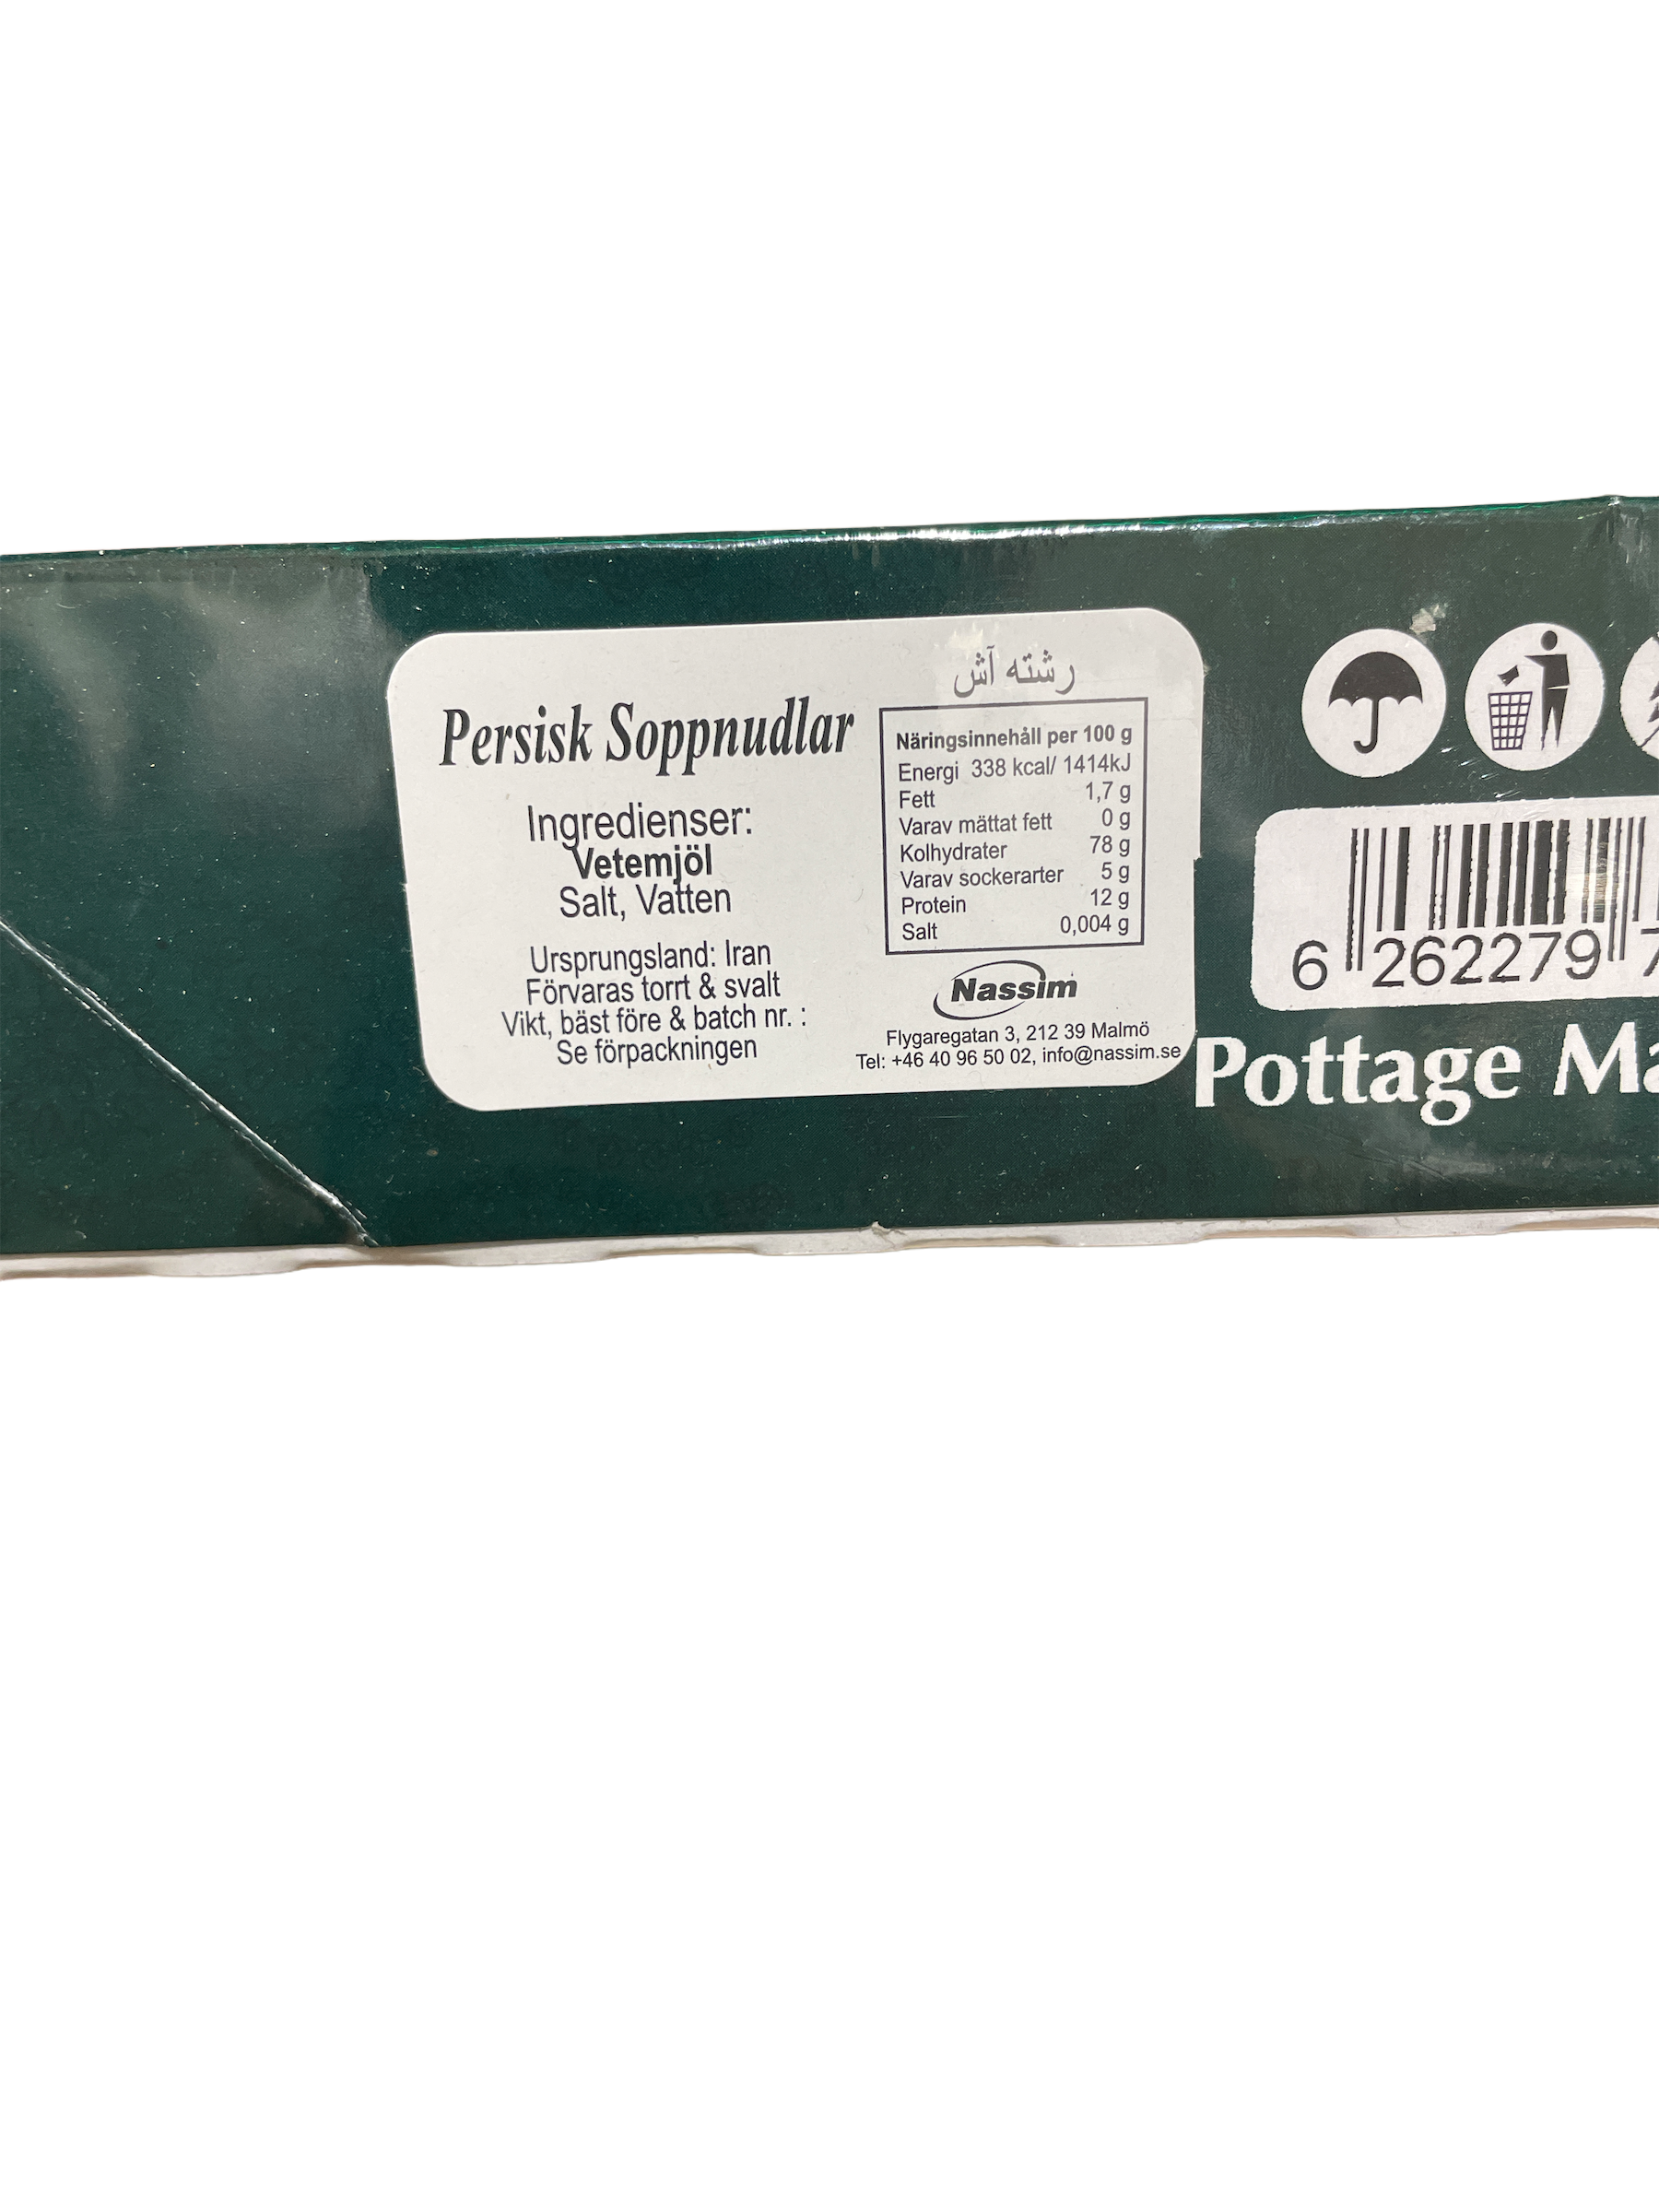 Persisk Soppnudlar
Ingredienser:
Vetemjöl
Salt, Vatten
Ursprungsland: Iran
Förvaras torrt & svalt
Vikt, bäst före & batch nr. :
Se förpackningen
رشته آش
Näringsinnehåll per 100 g
Energi 338 kcal/ 1414kJ
Fett 1,7 g
Varav mättat fett 0 g
Kolhydrater 78 g
Varav sockerarter 5 g
Protein 12 g
Salt 0,004 g
Nassim
Flygaregatan 3, 212 39 Malmö
Tel: +46 40 96 50 02, info@nassim.se
6 262279 7
Pottage